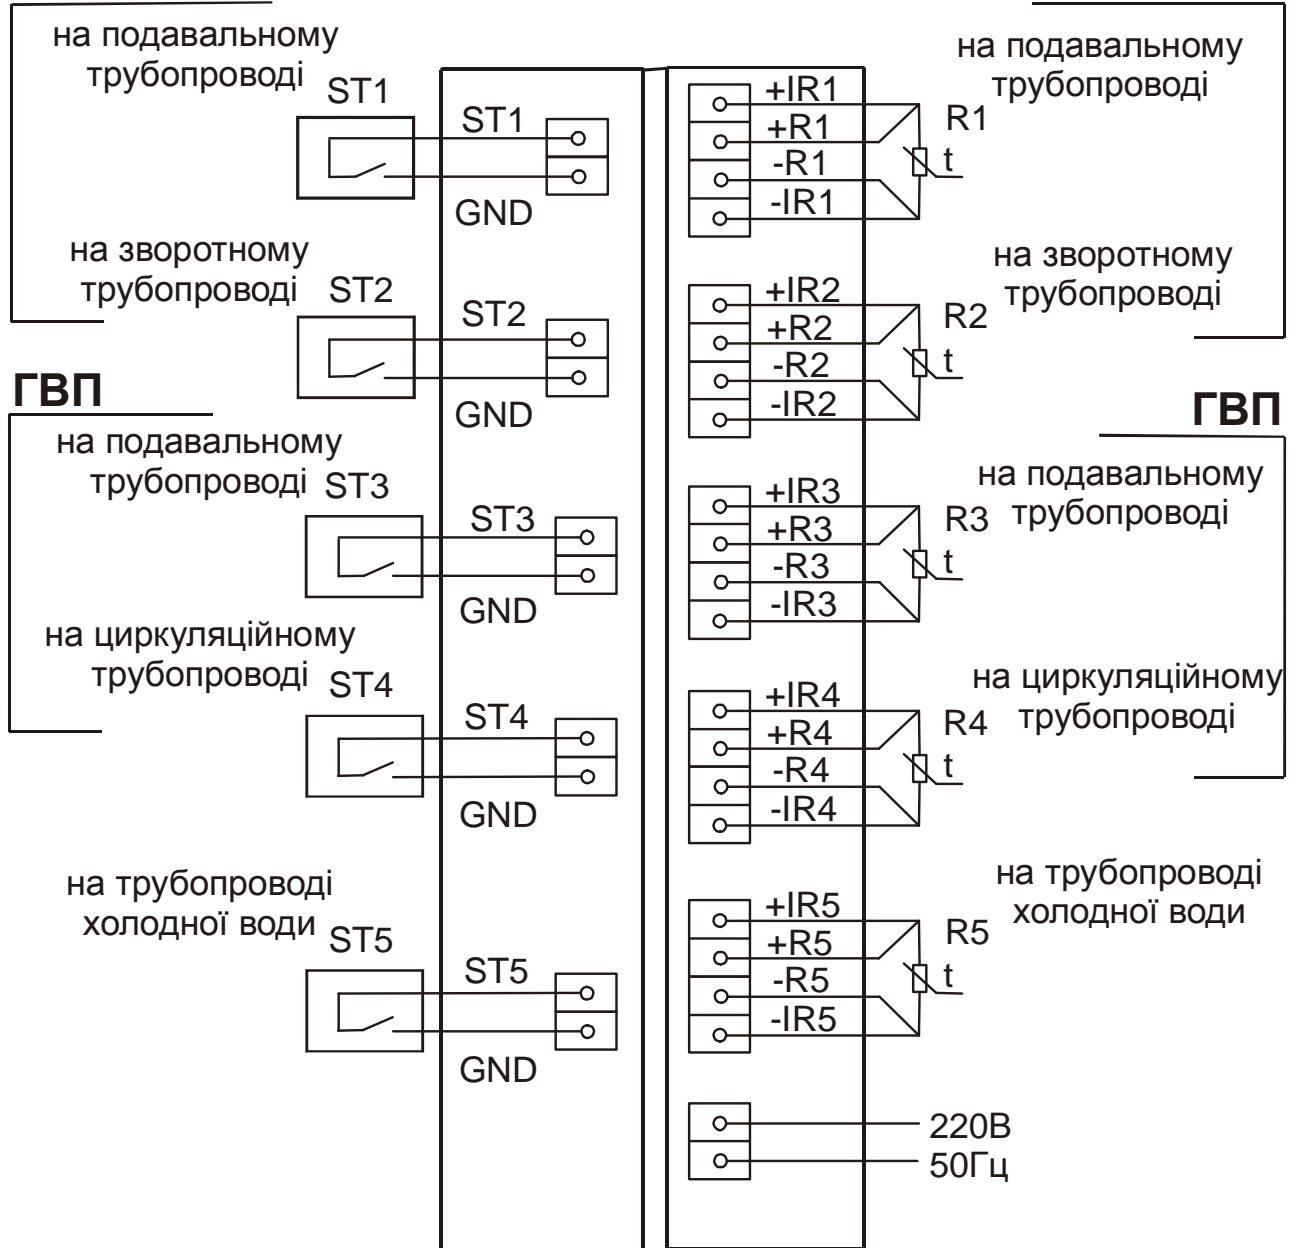 на подавальному
трубопроводі
ST1
ST1
GND
на зворотному
трубопроводі
ST2
ST2
GND
ГВП
на подавальному
трубопроводі
ST3
ST3
GND
на циркуляційному
трубопроводі
ST4
ST4
GND
на трубопроводі
холодної води
ST5
ST5
GND
+IR1
+R1
-R1
-IR1
R1
t
на подавальному
трубопроводі
+IR2
+R2
-R2
-IR2
R2
t
на зворотному
трубопроводі
ГВП
+IR3
+R3
-R3
-IR3
R3
t
на подавальному
трубопроводі
+IR4
+R4
-R4
-IR4
R4
t
на циркуляційному
трубопроводі
+IR5
+R5
-R5
-IR5
R5
t
на трубопроводі
холодної води
220В
50Гц